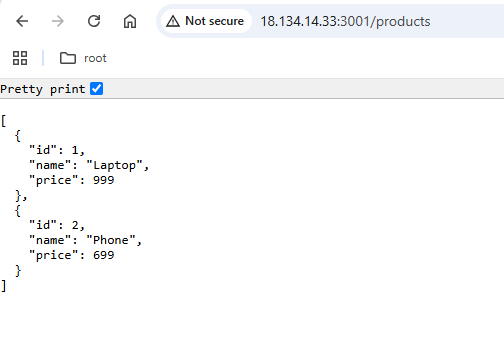 Not secure 18.134.14.33:3001/products
root
Pretty print
[
  {
    "id": 1,
    "name": "Laptop",
    "price": 999
  },
  {
    "id": 2,
    "name": "Phone",
    "price": 699
  }
]